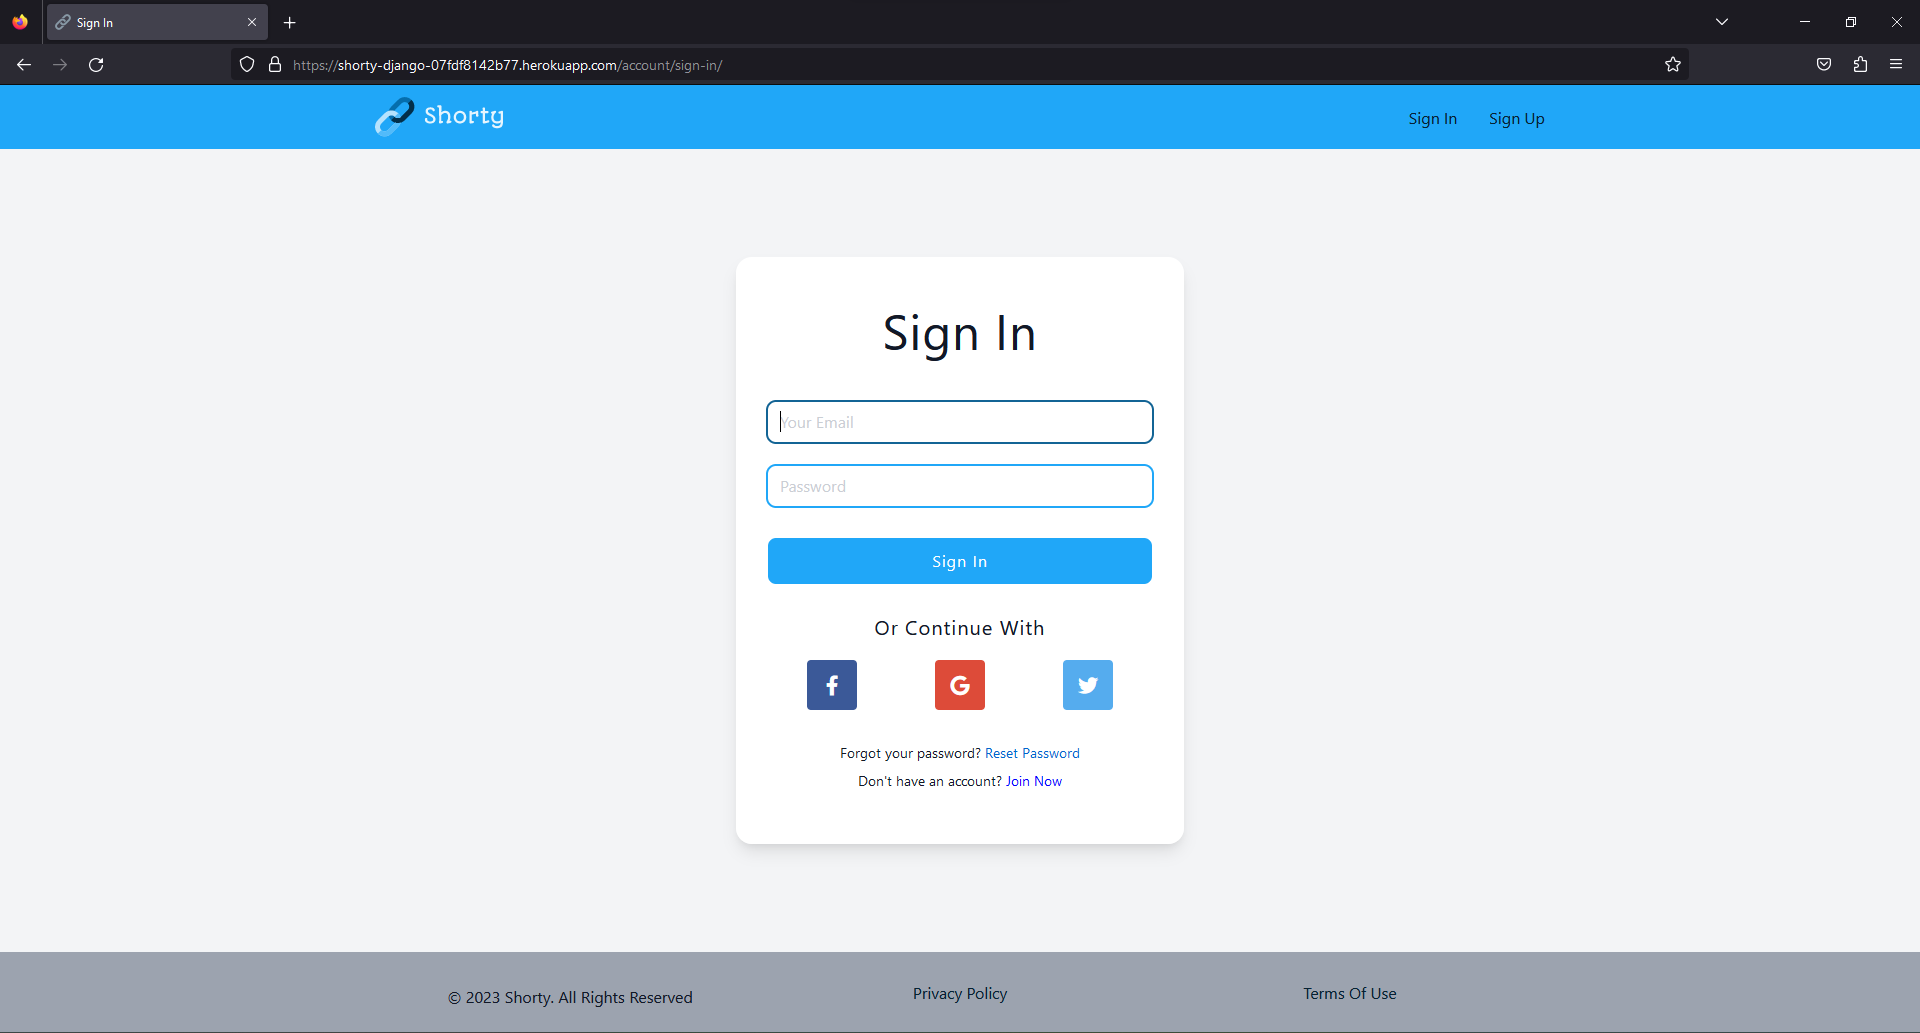 Sign In
https://shorty-django-07fdf8142b77.herokuapp.com/account/sign-in/
Shorty
Sign In
Sign Up
Sign In
Your Email
Password
Sign In
Or Continue With
Forgot your password? Reset Password
Don't have an account? Join Now
© 2023 Shorty. All Rights Reserved
Privacy Policy
Terms Of Use